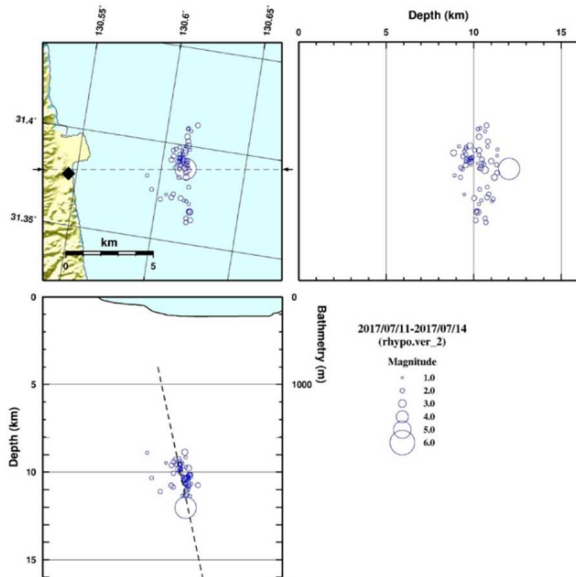 130.55°
130.6°
130.65°
31.4°
31.35°
km
0 5
Depth (km)
0 5 10 15
0
5
10
15
Depth (km)
0
1000
Bathmetry (m)
2017/07/11-2017/07/14
(rhypo.ver_2)
Magnitude
1.0
2.0
3.0
4.0
5.0
6.0